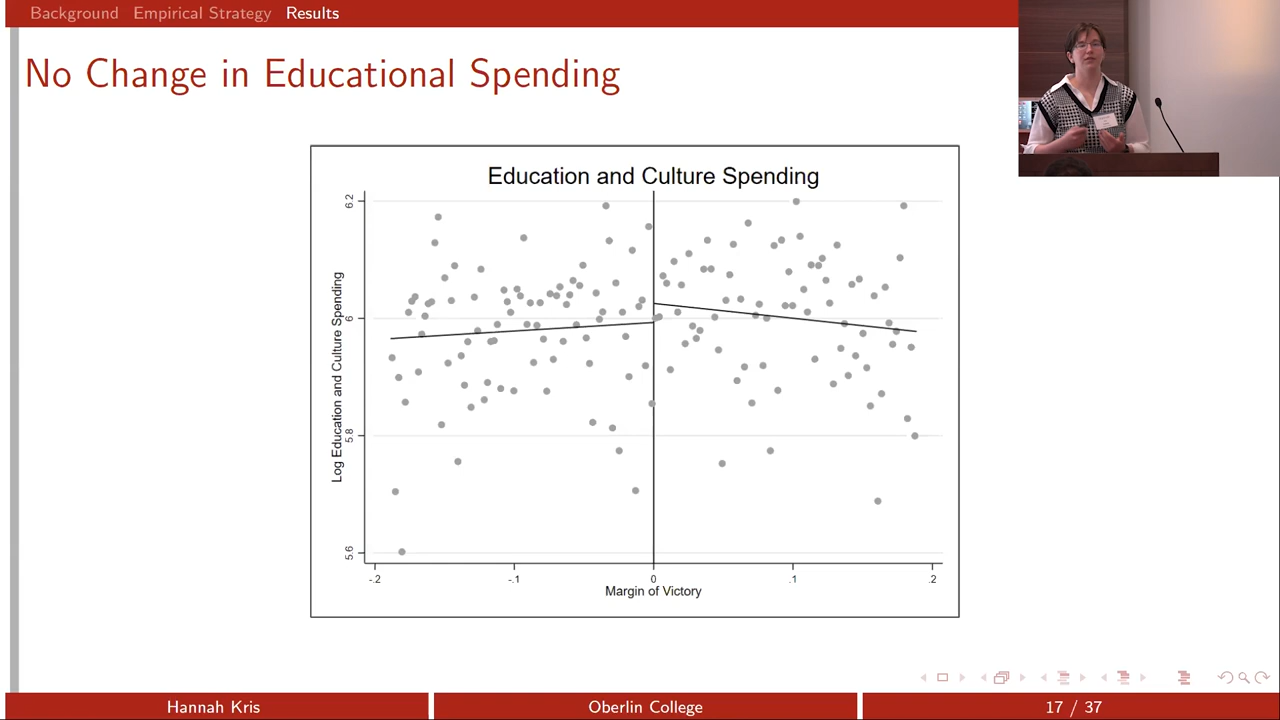 Background Empirical Strategy Results
No Change in Educational Spending
Education and Culture Spending
Log Education and Culture Spending
6.2
6
5.8
5.6
-.2 -.1 0 .1 .2
Margin of Victory
Hannah Kris Oberlin College 17 / 37